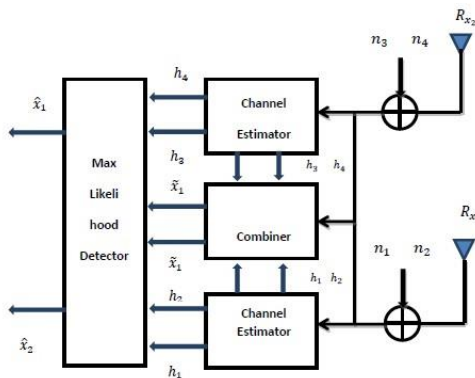 R_{x_2}
n_3 n_4
h_4
Channel
Estimator
x̂_1
h_3
h_3 h_4
Max
Likeli
hood
Detector
x̃_1
Combiner
R_x
x̃_1
n_1 n_2
h_1 h_2
h_2
Channel
Estimator
x̂_2
h_1